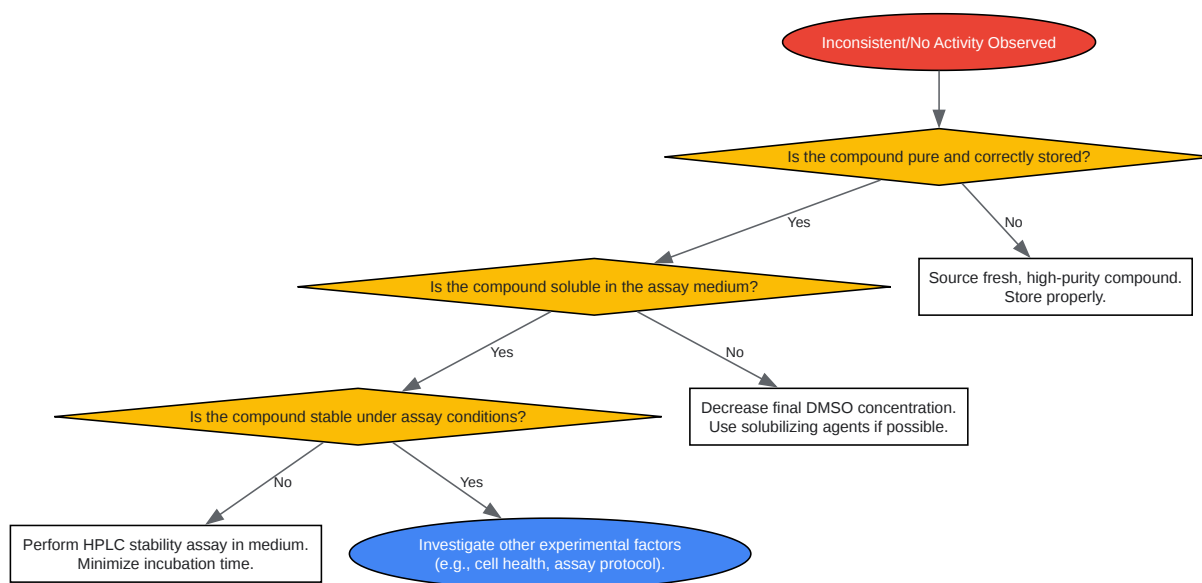 Inconsistent/No Activity Observed
Is the compound pure and correctly stored?
Yes
No
Is the compound soluble in the assay medium?
Source fresh, high-purity compound.
Store properly.
Yes
No
Is the compound stable under assay conditions?
Decrease final DMSO concentration.
Use solubilizing agents if possible.
No
Yes
Perform HPLC stability assay in medium.
Minimize incubation time.
Investigate other experimental factors
(e.g., cell health, assay protocol).